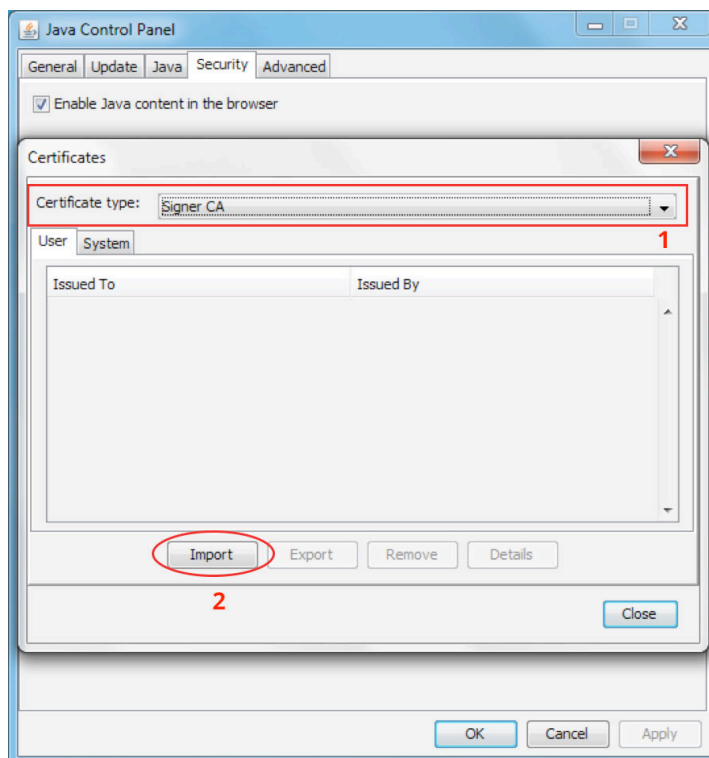 Java Control Panel
General Update Java Security Advanced
Enable Java content in the browser
Certificates
Certificate type: Signer CA
1
User System
Issued To Issued By
Import Export Remove Details
2
Close
OK Cancel Apply